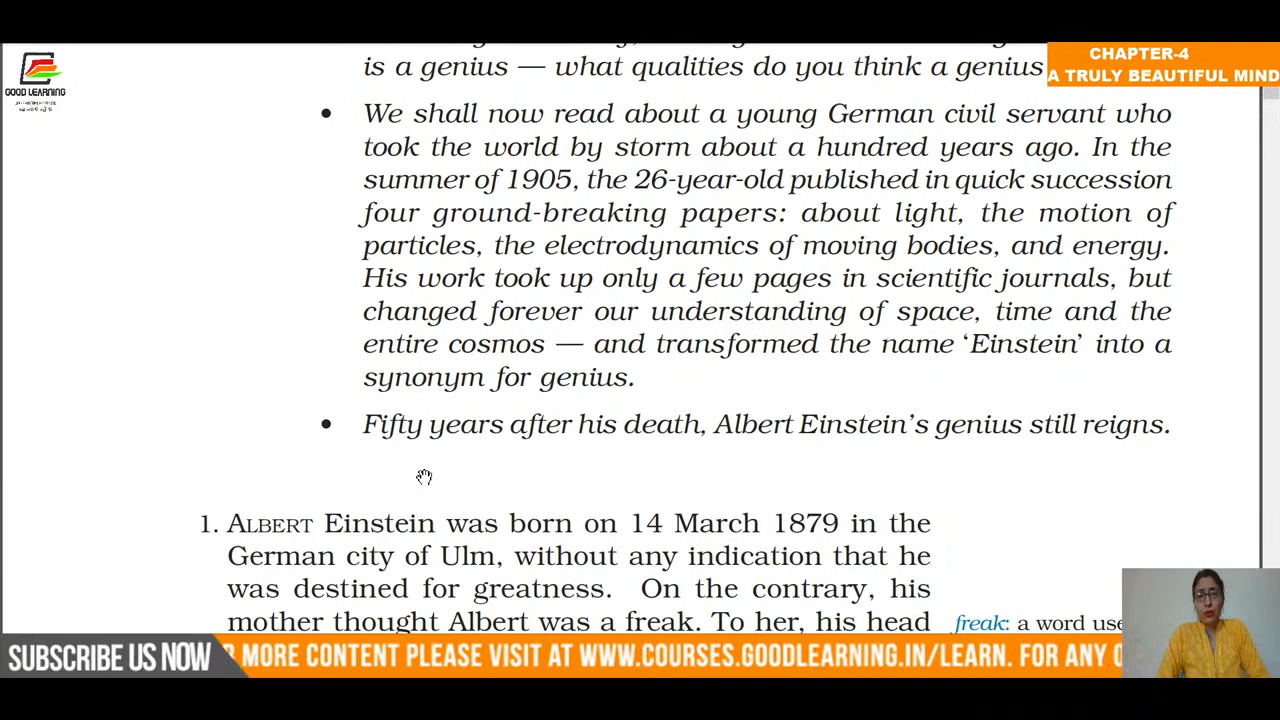 is a genius — what qualities do you think a genius
CHAPTER-4
A TRULY BEAUTIFUL MIND
GOOD LEARNING
• We shall now read about a young German civil servant who
took the world by storm about a hundred years ago. In the
summer of 1905, the 26-year-old published in quick succession
four ground-breaking papers: about light, the motion of
particles, the electrodynamics of moving bodies, and energy.
His work took up only a few pages in scientific journals, but
changed forever our understanding of space, time and the
entire cosmos — and transformed the name ‘Einstein’ into a
synonym for genius.
• Fifty years after his death, Albert Einstein’s genius still reigns.
1. ALBERT Einstein was born on 14 March 1879 in the
German city of Ulm, without any indication that he
was destined for greatness. On the contrary, his
mother thought Albert was a freak. To her, his head
freak: a word use
SUBSCRIBE US NOW
R MORE CONTENT PLEASE VISIT AT WWW.COURSES.GOODLEARNING.IN/LEARN. FOR ANY